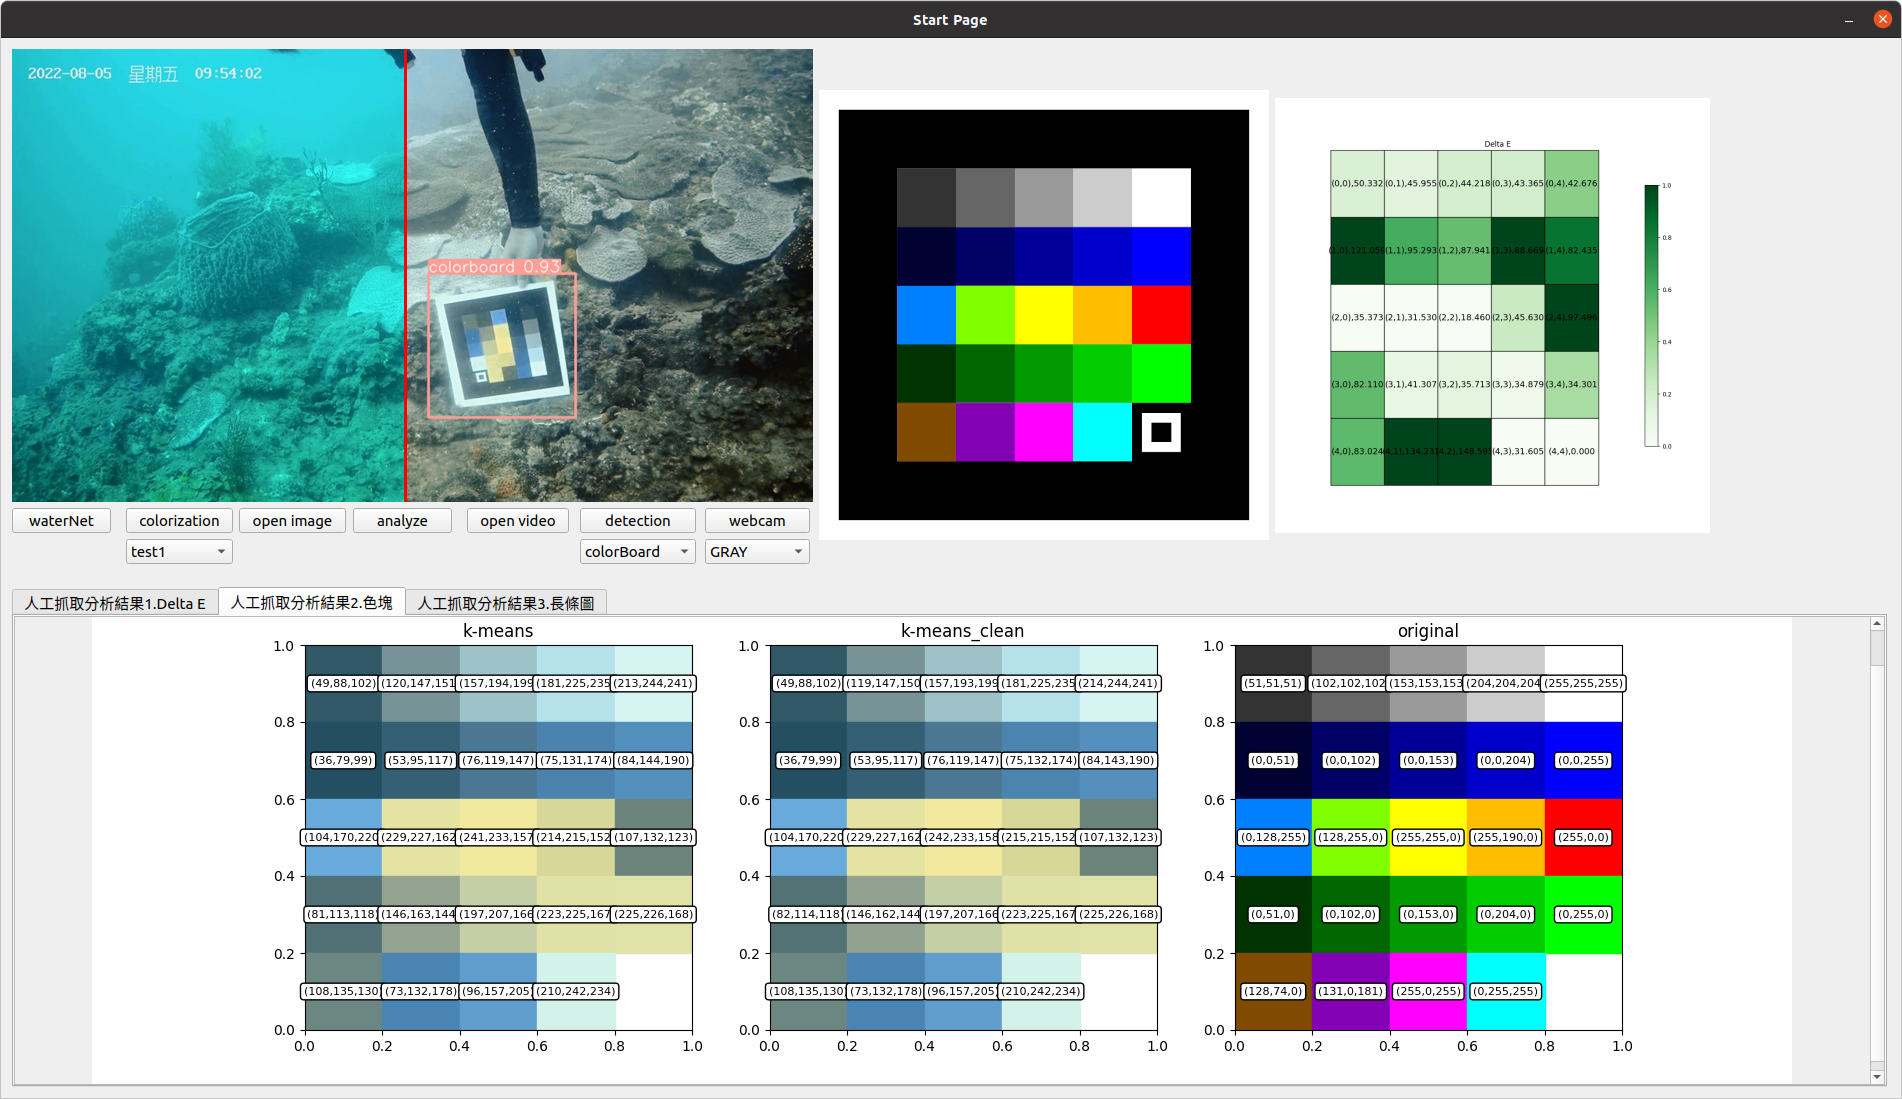 Start Page
2022-08-05 星期五 09:54:02
colorboard 0.93
waterNet colorization open image analyze open video detection webcam
test1 colorBoard GRAY
Delta E
(0,0),50.332 (0,1),45.955 (0,2),44.218 (0,3),43.365 (0,4),42.676
(1,0),121.059 (1,1),95.293 (1,2),87.941 (1,3),88.669 (1,4),82.435
(2,0),35.373 (2,1),31.530 (2,2),18.460 (2,3),45.630 (2,4),97.496
(3,0),82.110 (3,1),41.307 (3,2),35.713 (3,3),34.879 (3,4),34.301
(4,0),83.024 (4,3),31.605 (4,4),0.000
1.0
0.8
0.6
0.4
0.2
0.0
人工抓取分析結果1.Delta E 人工抓取分析結果2.色塊 人工抓取分析結果3.長條圖
k-means
1.0
0.8
0.6
0.4
0.2
0.0
(49,88,102) (120,147,151 (157,194,199 (181,225,235 (213,244,241)
(36,79,99) (53,95,117) (76,119,147) (75,131,174) (84,144,190)
(104,170,220 (229,227,162 (241,233,157 (214,215,152 (107,132,123)
(81,113,118) (146,163,144 (197,207,166 (223,225,167 (225,226,168)
(108,135,130) (73,132,178) (96,157,205) (210,242,234)
0.0 0.2 0.4 0.6 0.8 1.0
k-means_clean
1.0
0.8
0.6
0.4
0.2
0.0
(49,88,102) (119,147,150 (157,193,199 (181,225,235 (214,244,241)
(36,79,99) (53,95,117) (76,119,147) (75,132,174) (84,143,190)
(104,170,220 (229,227,162 (242,233,158 (215,215,152 (107,132,123)
(82,114,118) (146,162,144 (197,207,166 (223,225,167 (225,226,168)
(108,135,130) (73,132,178) (96,157,205) (210,242,234)
0.0 0.2 0.4 0.6 0.8 1.0
original
1.0
0.8
0.6
0.4
0.2
0.0
(51,51,51) (102,102,102 (153,153,153 (204,204,204 (255,255,255)
(0,0,51) (0,0,102) (0,0,153) (0,0,204) (0,0,255)
(0,128,255) (128,255,0) (255,255,0) (255,190,0) (255,0,0)
(0,51,0) (0,102,0) (0,153,0) (0,204,0) (0,255,0)
(128,74,0) (131,0,181) (255,0,255) (0,255,255)
0.0 0.2 0.4 0.6 0.8 1.0